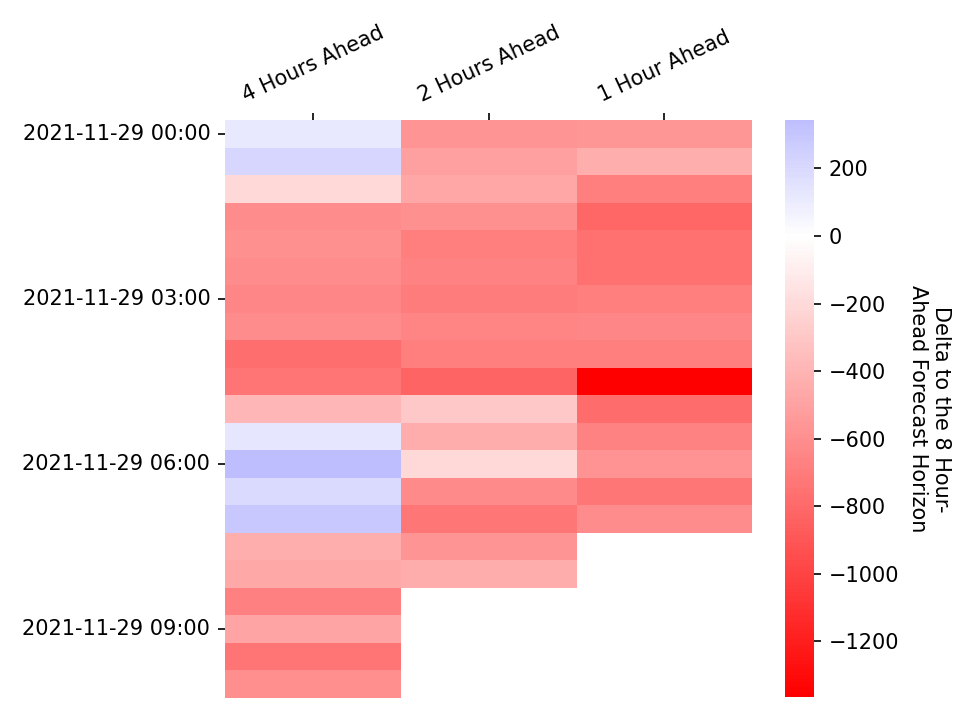 4 Hours Ahead
2 Hours Ahead
1 Hour Ahead
2021-11-29 00:00
2021-11-29 03:00
2021-11-29 06:00
2021-11-29 09:00
200
0
−200
−400
−600
−800
−1000
−1200
Delta to the 8 Hour-
Ahead Forecast Horizon